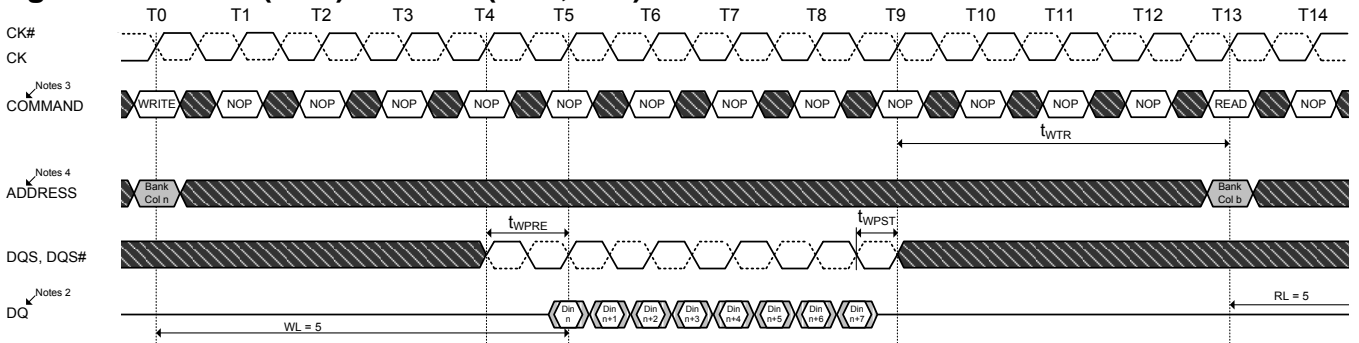 T0 T1 T2 T3 T4 T5 T6 T7 T8 T9 T10 T11 T12 T13 T14
CK#
CK
Notes 3
COMMAND WRITE NOP NOP NOP NOP NOP NOP NOP NOP NOP NOP NOP NOP READ NOP
tWTR
Notes 4
ADDRESS
Bank
Col n
Bank
Col b
tWPRE
tWPST
DQS, DQS#
Notes 2
DQ
Din
n
Din
n+1
Din
n+2
Din
n+3
Din
n+4
Din
n+5
Din
n+6
Din
n+7
WL = 5
RL = 5